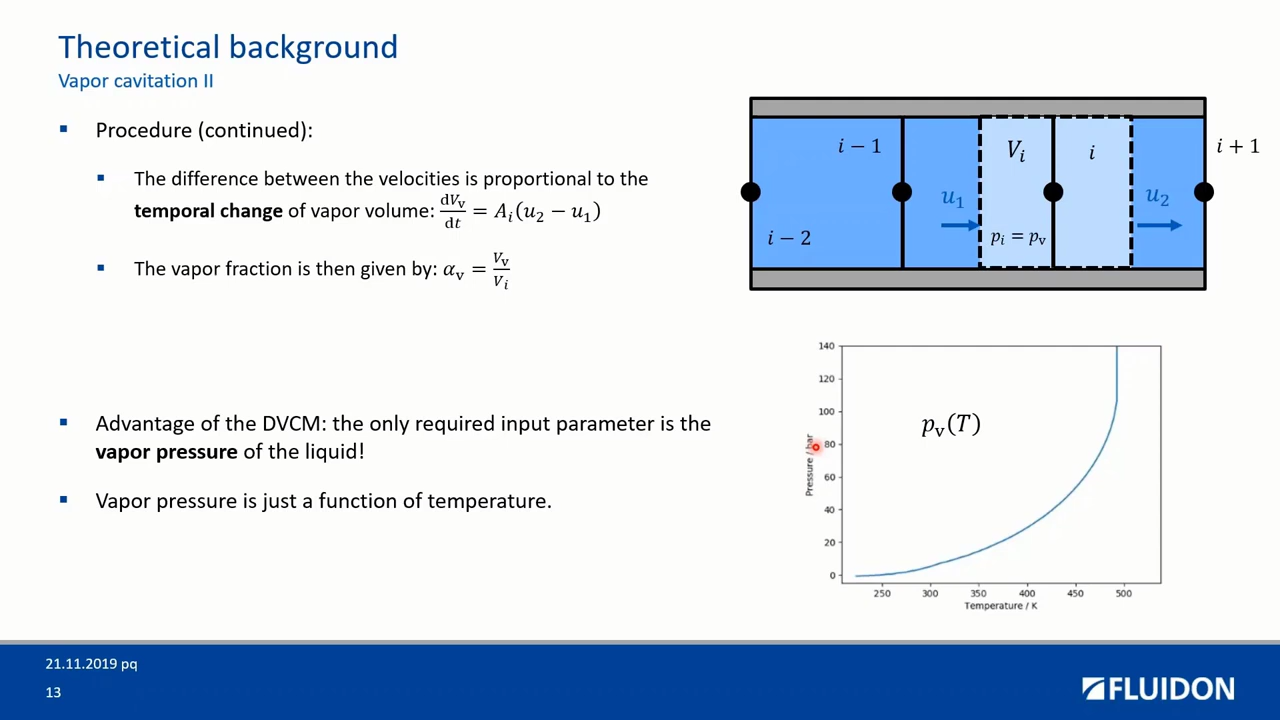 Theoretical background
Vapor cavitation II
▪ Procedure (continued):
▪ The difference between the velocities is proportional to the
temporal change of vapor volume: dV_v/dt = A_i(u_2 − u_1)
▪ The vapor fraction is then given by: α_v = V_v/V_i
▪ Advantage of the DVCM: the only required input parameter is the
vapor pressure of the liquid!
▪ Vapor pressure is just a function of temperature.
i − 1
V_i
i
i + 1
u_1
u_2
i − 2
p_i = p_v
140
120
100
80
60
40
20
0
Pressure / bar
p_v(T)
250 300 350 400 450 500
Temperature / K
21.11.2019 pq
13
FLUIDON